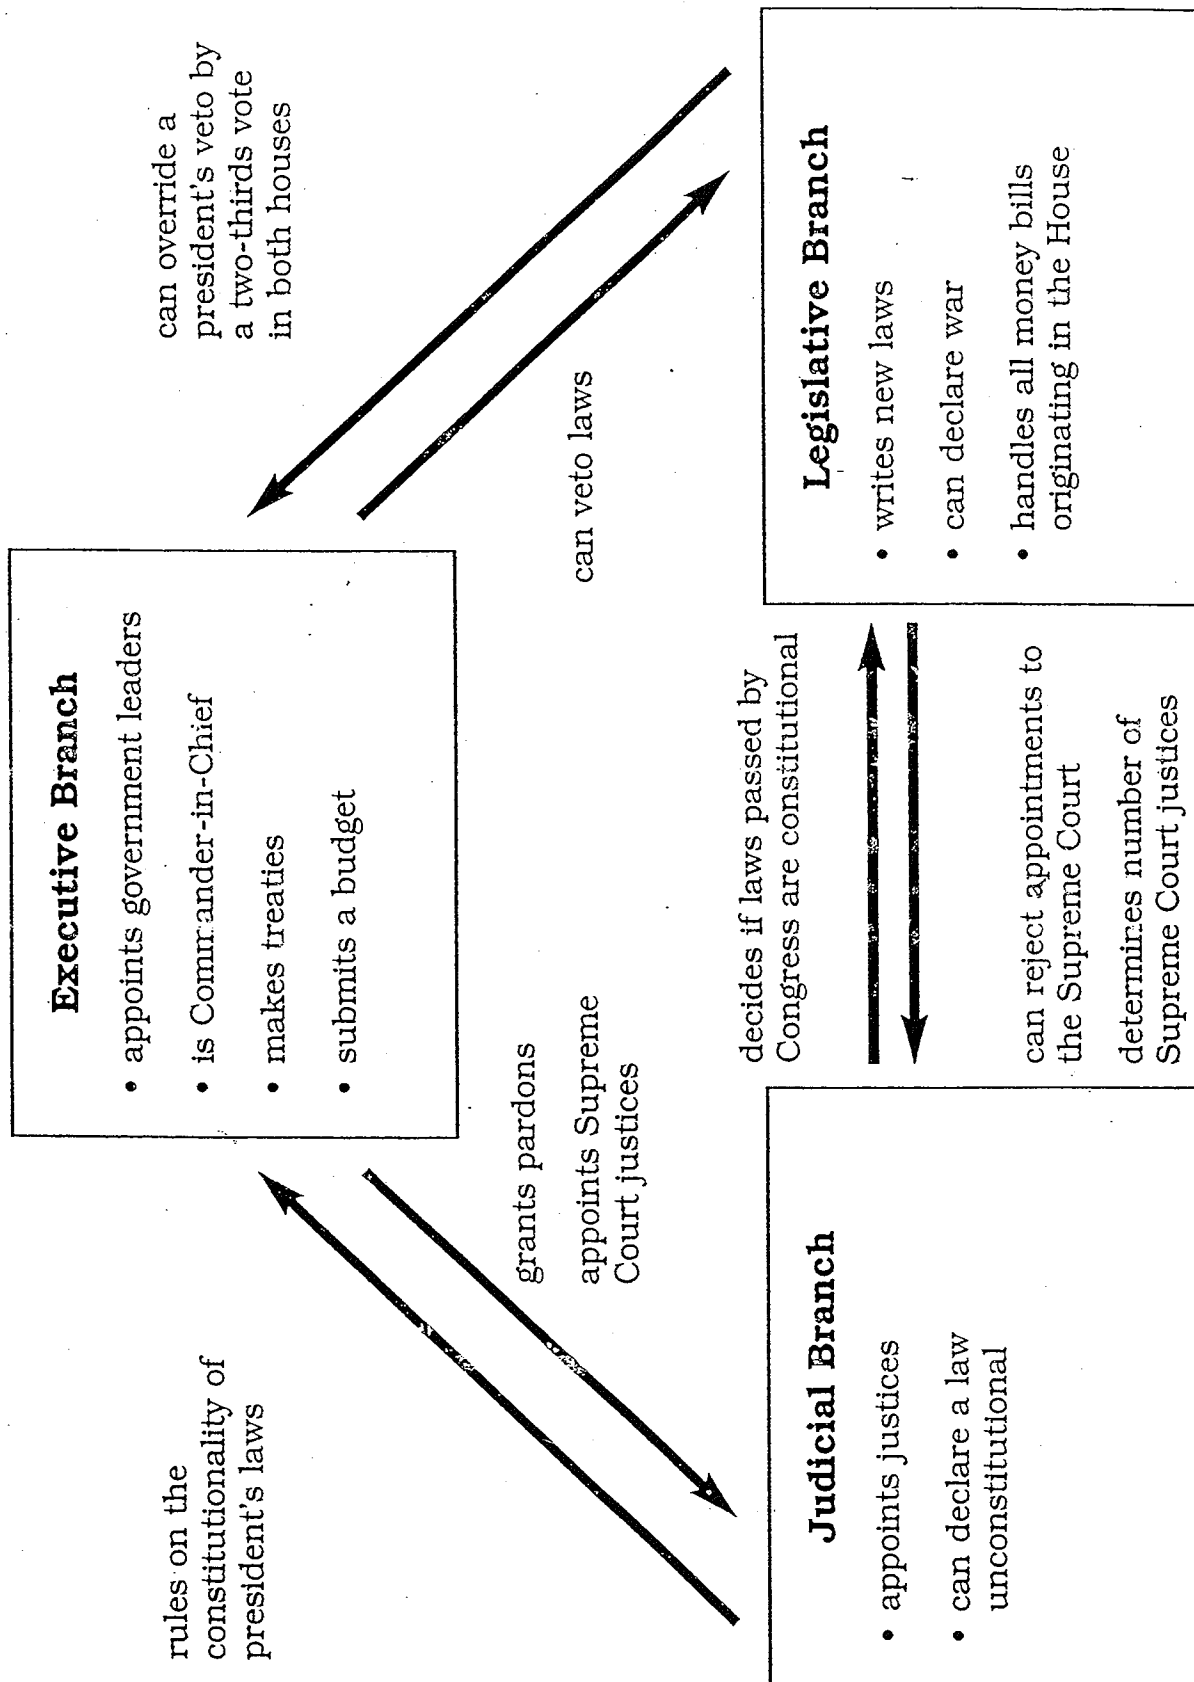 Executive Branch
• appoints government leaders
• is Commander-in-Chief
• makes treaties
• submits a budget
rules on the
constitutionality of
president's laws
grants pardons
appoints Supreme
Court justices
can override a
president's veto by
a two-thirds vote
in both houses
can veto laws
Judicial Branch
• appoints justices
• can declare a law
unconstitutional
decides if laws passed by
Congress are constitutional
can reject appointments to
the Supreme Court
determines number of
Supreme Court justices
Legislative Branch
• writes new laws
• can declare war
• handles all money bills
originating in the House